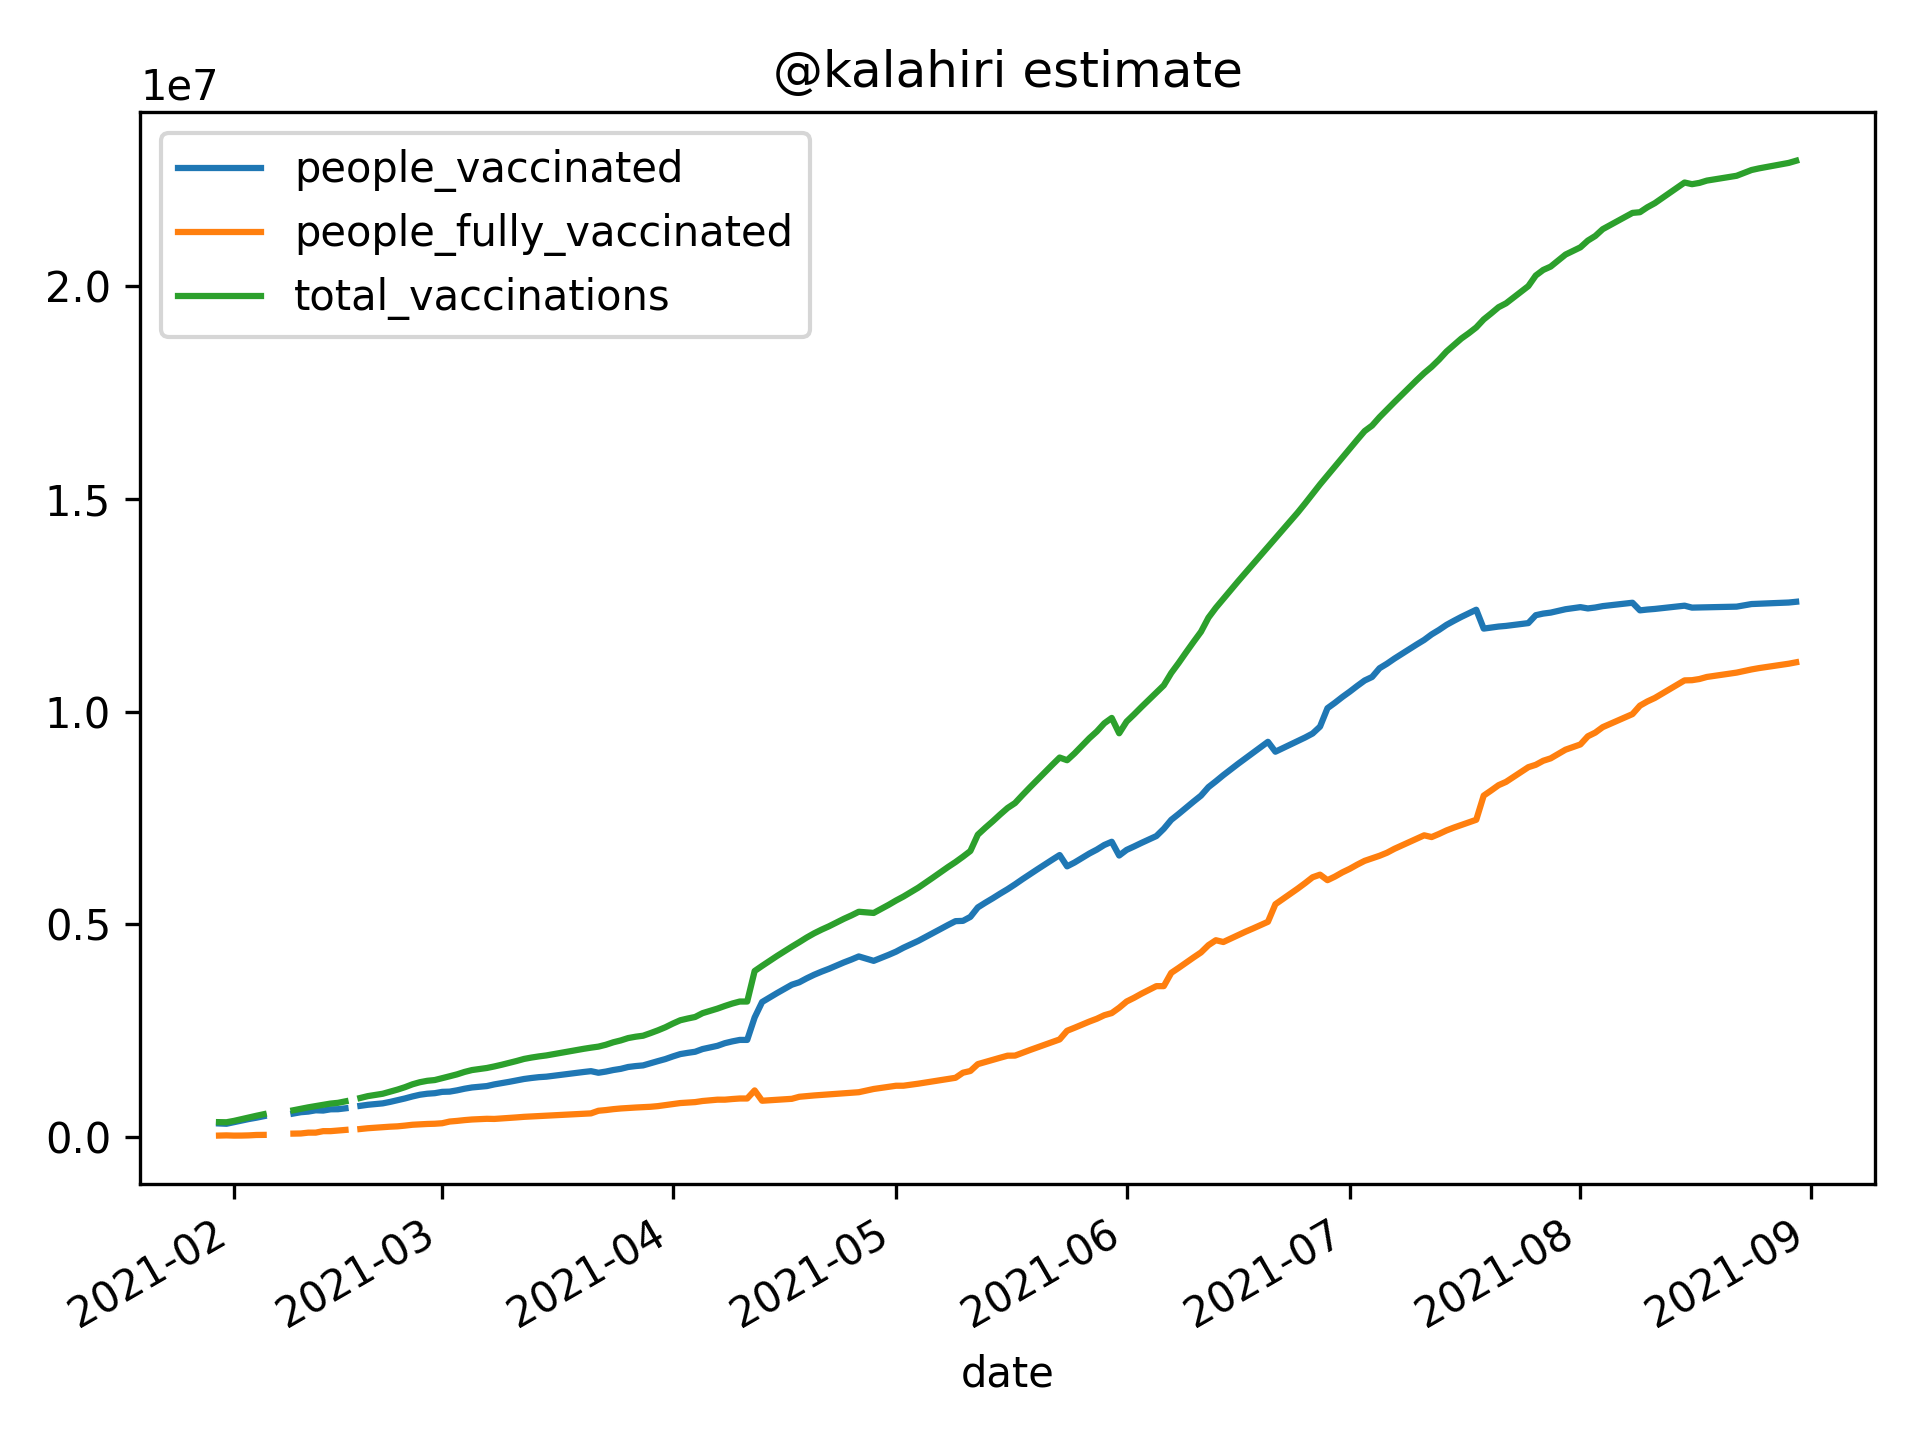 @kalahiri estimate
1e7
people_vaccinated
people_fully_vaccinated
total_vaccinations
2.0
1.5
1.0
0.5
0.0
2021-02
2021-03
2021-04
2021-05
2021-06
2021-07
2021-08
2021-09
date